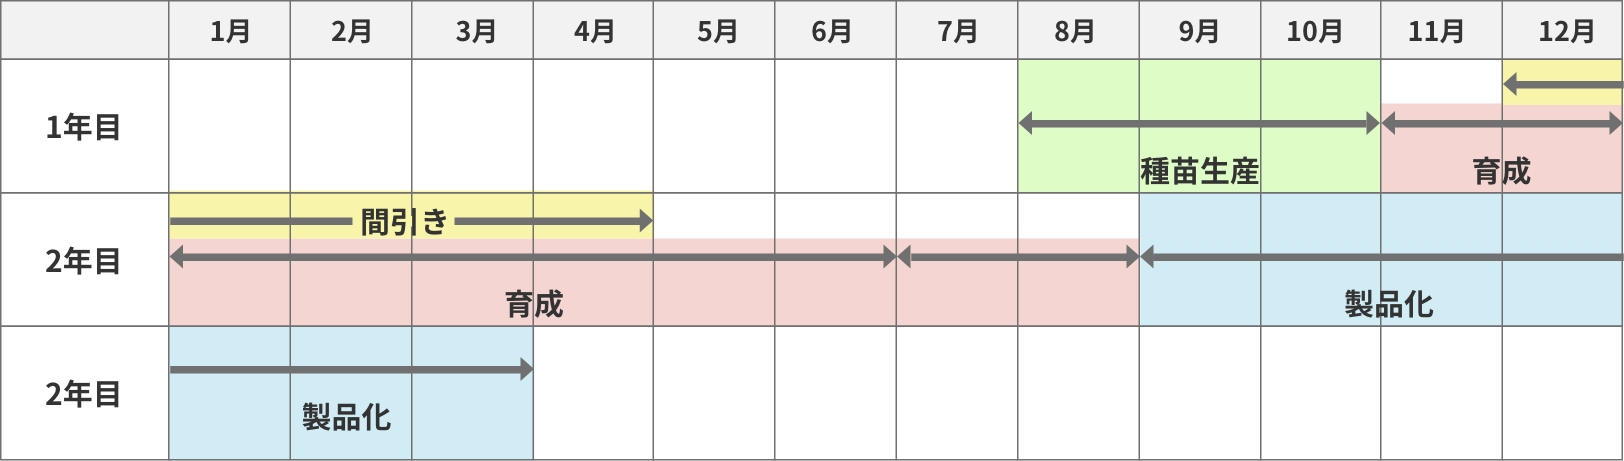 1月 2月 3月 4月 5月 6月 7月 8月 9月 10月 11月 12月
1年目
種苗生産 育成
2年目
間引き
育成 製品化
2年目
製品化